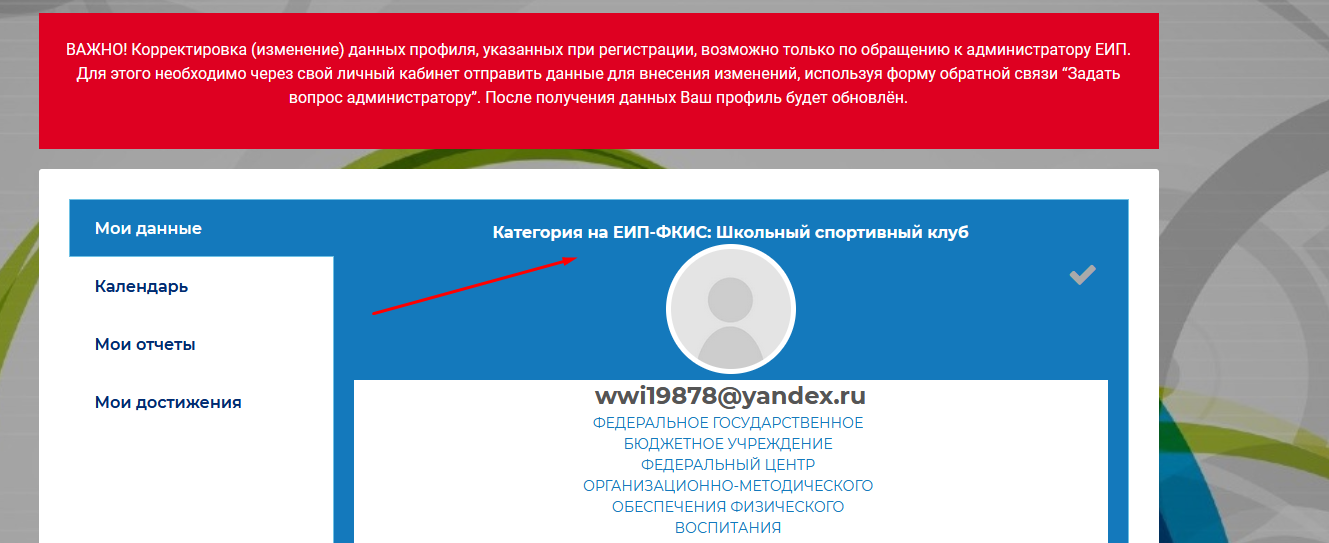 ВАЖНО! Корректировка (изменение) данных профиля, указанных при регистрации, возможно только по обращению к администратору ЕИП.
Для этого необходимо через свой личный кабинет отправить данные для внесения изменений, используя форму обратной связи “Задать
вопрос администратору”. После получения данных Ваш профиль будет обновлён.
Мои данные
Календарь
Мои отчеты
Мои достижения
Категория на ЕИП-ФКИС: Школьный спортивный клуб
wwi19878@yandex.ru
ФЕДЕРАЛЬНОЕ ГОСУДАРСТВЕННОЕ
БЮДЖЕТНОЕ УЧРЕЖДЕНИЕ
ФЕДЕРАЛЬНЫЙ ЦЕНТР
ОРГАНИЗАЦИОННО-МЕТОДИЧЕСКОГО
ОБЕСПЕЧЕНИЯ ФИЗИЧЕСКОГО
ВОСПИТАНИЯ